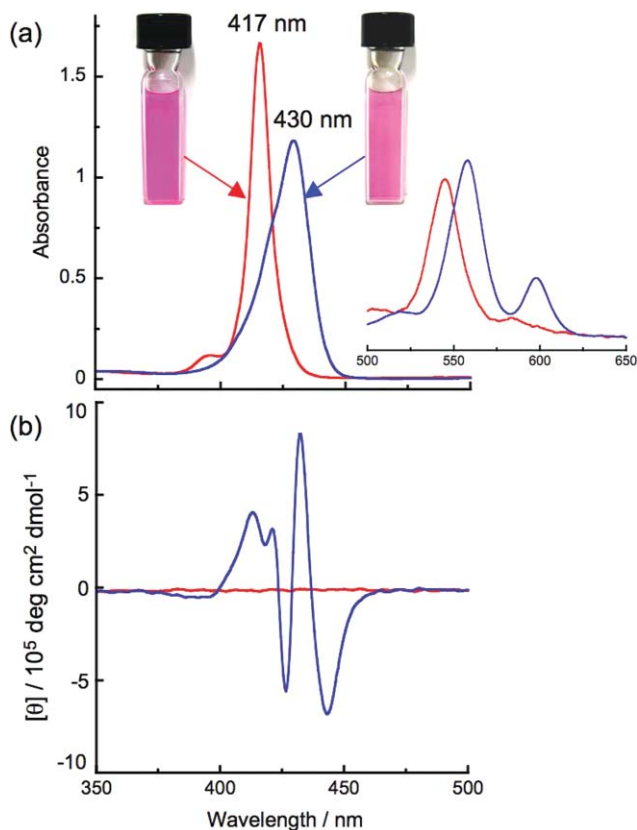 (a)
417 nm
430 nm
Absorbance
1.5
1
0.5
0
500
550
600
650
(b)
[θ] / 10⁵ deg cm² dmol⁻¹
10
5
0
-5
-10
350
400
450
500
Wavelength / nm